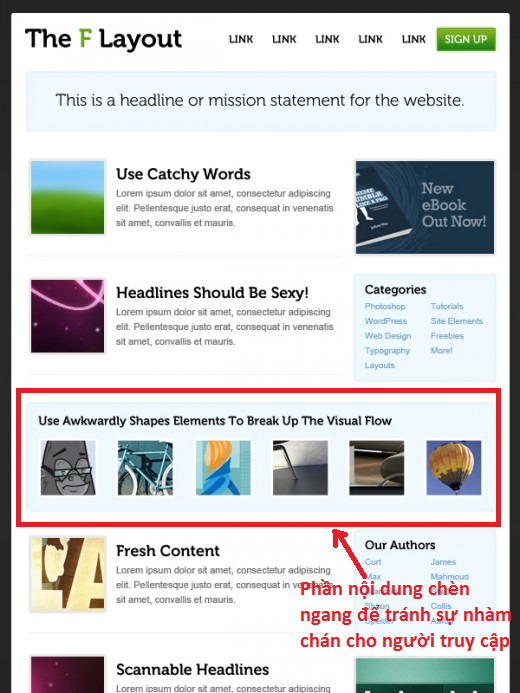 The F Layout
LINK LINK LINK LINK LINK SIGN UP
This is a headline or mission statement for the website.
Use Catchy Words
Lorem ipsum dolor sit amet, consectetur adipiscing
elit. Pellentesque justo erat, consequat in venenatis
sit amet, convallis et mauris.
New
eBook
Out Now!
Headlines Should Be Sexy!
Lorem ipsum dolor sit amet, consectetur adipiscing
elit. Pellentesque justo erat, consequat in venenatis
sit amet, convallis et mauris.
Categories
Photoshop Tutorials
WordPress Site Elements
Web Design Freebies
Typography More!
Layouts
Use Awkwardly Shapes Elements To Break Up The Visual Flow
Fresh Content
Lorem ipsum dolor sit amet, consectetur adipiscing
elit. Pellentesque justo erat, consequat in venenatis
sit amet, convallis et mauris.
Our Authors
Curt James
Max Mahmoud
Collis
Phần nội dung chèn
ngang để tránh sự nhàm
chán cho người truy cập
Scannable Headlines
Lorem ipsum dolor sit amet, consectetur adipiscing